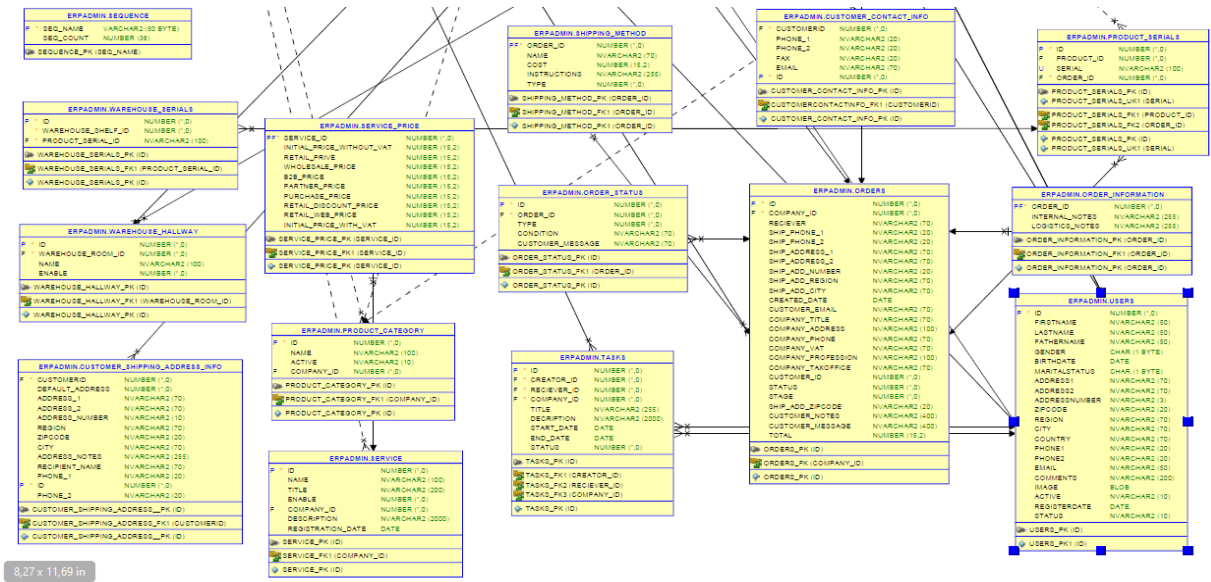 ERPADMIN.SEQUENCE
P * SEQ_NAME VARCHAR2 (50 BYTE)
SEQ_COUNT NUMBER (38)
SEQUENCE_PK (SEQ_NAME)
ERPADMIN.WAREHOUSE_SERIALS
P * ID NUMBER (*,0)
* WAREHOUSE_SHELF_ID NUMBER (*,0)
F * PRODUCT_SERIAL_ID NVARCHAR2 (100)
WAREHOUSE_SERIALS_PK (ID)
WAREHOUSE_SERIALS_FK1 (PRODUCT_SERIAL_ID)
WAREHOUSE_SERIALS_PK (ID)
ERPADMIN.WAREHOUSE_HALLWAY
P * ID NUMBER (*,0)
F * WAREHOUSE_ROOM_ID NUMBER (*,0)
NAME NVARCHAR2 (100)
ENABLE NUMBER (*,0)
WAREHOUSE_HALLWAY_PK (ID)
WAREHOUSE_HALLWAY_FK1 (WAREHOUSE_ROOM_ID)
WAREHOUSE_HALLWAY_PK (ID)
ERPADMIN.CUSTOMER_SHIPPING_ADDRESS_INFO
F * CUSTOMERID NUMBER (*,0)
DEFAULT_ADDRESS NUMBER (*,0)
ADDRESS_1 NVARCHAR2 (70)
ADDRESS_2 NVARCHAR2 (70)
ADDRESS_NUMBER NVARCHAR2 (10)
REGION NVARCHAR2 (70)
ZIPCODE NVARCHAR2 (20)
CITY NVARCHAR2 (70)
ADDRESS_NOTES NVARCHAR2 (255)
RECIPIENT_NAME NVARCHAR2 (70)
PHONE_1 NVARCHAR2 (20)
P * ID NUMBER (*,0)
PHONE_2 NVARCHAR2 (20)
CUSTOMER_SHIPPING_ADDRESS__PK (ID)
CUSTOMER_SHIPPING_ADDRESS_FK1 (CUSTOMERID)
CUSTOMER_SHIPPING_ADDRESS__PK (ID)
8,27 x 11,69 in
ERPADMIN.SERVICE_PRICE
PF* SERVICE_ID NUMBER (*,0)
INITIAL_PRICE_WITHOUT_VAT NUMBER (15,2)
RETAIL_PRIVE NUMBER (15,2)
WHOLESALE_PRICE NUMBER (15,2)
B2B_PRICE NUMBER (15,2)
PARTNER_PRICE NUMBER (15,2)
PURCHASE_PRICE NUMBER (15,2)
RETAIL_DISCOUNT_PRICE NUMBER (15,2)
RETAIL_WEB_PRICE NUMBER (15,2)
INITIAL_PRICE_WITH_VAT NUMBER (15,2)
SERVICE_PRICE_PK (SERVICE_ID)
SERVICE_PRICE_FK1 (SERVICE_ID)
SERVICE_PRICE_PK (SERVICE_ID)
ERPADMIN.PRODUCT_CATEGORY
P * ID NUMBER (*,0)
NAME NVARCHAR2 (100)
ACTIVE NVARCHAR2 (10)
F COMPANY_ID NUMBER (*,0)
PRODUCT_CATEGORY_PK (ID)
PRODUCT_CATEGORY_FK1 (COMPANY_ID)
PRODUCT_CATEGORY_PK (ID)
ERPADMIN.SERVICE
P * ID NUMBER (*,0)
NAME NVARCHAR2 (100)
TITLE NVARCHAR2 (200)
ENABLE NUMBER (*,0)
F COMPANY_ID NUMBER (*,0)
DESCRIPTION NVARCHAR2 (2000)
REGISTRATION_DATE DATE
SERVICE_PK (ID)
SERVICE_FK1 (COMPANY_ID)
SERVICE_PK (ID)
ERPADMIN.SHIPPING_METHOD
PF* ORDER_ID NUMBER (*,0)
NAME NVARCHAR2 (70)
COST NUMBER (15,2)
INSTRUCTIONS NVARCHAR2 (255)
TYPE NUMBER (*,0)
SHIPPING_METHOD_PK (ORDER_ID)
SHIPPING_METHOD_FK1 (ORDER_ID)
SHIPPING_METHOD_PK1 (ORDER_ID)
ERPADMIN.ORDER_STATUS
P * ID NUMBER (*,0)
F * ORDER_ID NUMBER (*,0)
TYPE NUMBER (*,0)
CONDITION NVARCHAR2 (70)
CUSTOMER_MESSAGE NUMBER (*,0)
ORDER_STATUS_PK (ID)
ORDER_STATUS_FK1 (ORDER_ID)
ORDER_STATUS_PK (ID)
ERPADMIN.TASKS
P * ID NUMBER (*,0)
F * CREATOR_ID NUMBER (*,0)
F * RECIEVER_ID NUMBER (*,0)
F * COMPANY_ID NUMBER (*,0)
TITLE NVARCHAR2 (255)
DECRIPTION NVARCHAR2 (2000)
START_DATE DATE
END_DATE DATE
STATUS NUMBER (*,0)
TASKS_PK (ID)
TASKS_FK1 (CREATOR_ID)
TASKS_FK2 (RECIEVER_ID)
TASKS_FK3 (COMPANY_ID)
TASKS_PK (ID)
ERPADMIN.CUSTOMER_CONTACT_INFO
F * CUSTOMERID NUMBER (*,0)
PHONE_1 NVARCHAR2 (20)
PHONE_2 NVARCHAR2 (20)
FAX NVARCHAR2 (20)
EMAIL NVARCHAR2 (70)
P * ID NUMBER (*,0)
CUSTOMER_CONTACT_INFO_PK (ID)
CUSTOMERCONTACTINFO_FK1 (CUSTOMERID)
CUSTOMER_CONTACT_INFO_PK (ID)
ERPADMIN.ORDERS
P * ID NUMBER (*,0)
F * COMPANY_ID NUMBER (*,0)
RECIEVER NVARCHAR2 (70)
SHIP_PHONE_1 NVARCHAR2 (20)
SHIP_PHONE_2 NVARCHAR2 (20)
SHIP_ADDRESS_1 NVARCHAR2 (70)
SHIP_ADDRESS_2 NVARCHAR2 (70)
SHIP_ADD_NUMBER NVARCHAR2 (20)
SHIP_ADD_REGION NVARCHAR2 (70)
SHIP_ADD_CITY NVARCHAR2 (70)
CREATED_DATE DATE
CUSTOMER_EMAIL NVARCHAR2 (70)
COMPANY_TITLE NVARCHAR2 (70)
COMPANY_ADDRESS NVARCHAR2 (100)
COMPANY_PHONE NVARCHAR2 (70)
COMPANY_VAT NVARCHAR2 (70)
COMPANY_PROFESSION NVARCHAR2 (100)
COMPANY_TAXOFFICE NVARCHAR2 (70)
CUSTOMER_ID NUMBER (*,0)
STATUS NUMBER (*,0)
STAGE NUMBER (*,0)
SHIP_ADD_ZIPCODE NVARCHAR2 (20)
CUSTOMER_NOTES NVARCHAR2 (400)
CUSTOMER_MESSAGE NVARCHAR2 (400)
TOTAL NUMBER (15,2)
ORDERS_PK (ID)
ORDERS_FK (COMPANY_ID)
ORDERS_PK (ID)
ERPADMIN.PRODUCT_SERIALS
P * ID NUMBER (*,0)
F * PRODUCT_ID NUMBER (*,0)
U SERIAL NVARCHAR2 (100)
F * ORDER_ID NUMBER (*,0)
PRODUCT_SERIALS_PK (ID)
PRODUCT_SERIALS_UK1 (SERIAL)
PRODUCT_SERIALS_FK1 (PRODUCT_ID)
PRODUCT_SERIALS_FK2 (ORDER_ID)
PRODUCT_SERIALS_PK (ID)
PRODUCT_SERIALS_UK1 (SERIAL)
ERPADMIN.ORDER_INFORMATION
PF* ORDER_ID NUMBER (*,0)
INTERNAL_NOTES NVARCHAR2 (255)
LOGISTICS_NOTES NVARCHAR2 (255)
ORDER_INFORMATION_PK (ORDER_ID)
ORDER_INFORMATION_FK1 (ORDER_ID)
ORDER_INFORMATION_PK (ORDER_ID)
ERPADMIN.USERS
P * ID NUMBER (*,0)
FIRSTNAME NVARCHAR2 (50)
LASTNAME NVARCHAR2 (50)
FATHERNAME NVARCHAR2 (50)
GENDER CHAR (1 BYTE)
BIRTHDATE DATE
MARITALSTATUS CHAR (1 BYTE)
ADDRESS1 NVARCHAR2 (70)
ADDRESS2 NVARCHAR2 (70)
ADDRESSNUMBER NVARCHAR2 (3)
ZIPCODE NVARCHAR2 (20)
REGION NVARCHAR2 (70)
CITY NVARCHAR2 (70)
COUNTRY NVARCHAR2 (70)
PHONE1 NVARCHAR2 (20)
PHONE2 NVARCHAR2 (20)
EMAIL NVARCHAR2 (50)
COMMENTS NVARCHAR2 (200)
IMAGE BLOB
ACTIVE NVARCHAR2 (10)
REGISTERDATE DATE
STATUS NVARCHAR2 (10)
USERS_PK (ID)
USERS_PK1 (ID)